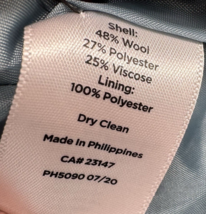 Shell:
48% Wool
27% Polyester
25% Viscose
Lining:
100% Polyester
Dry Clean
Made in Philippines
CA# 23147
PH5090 07/20